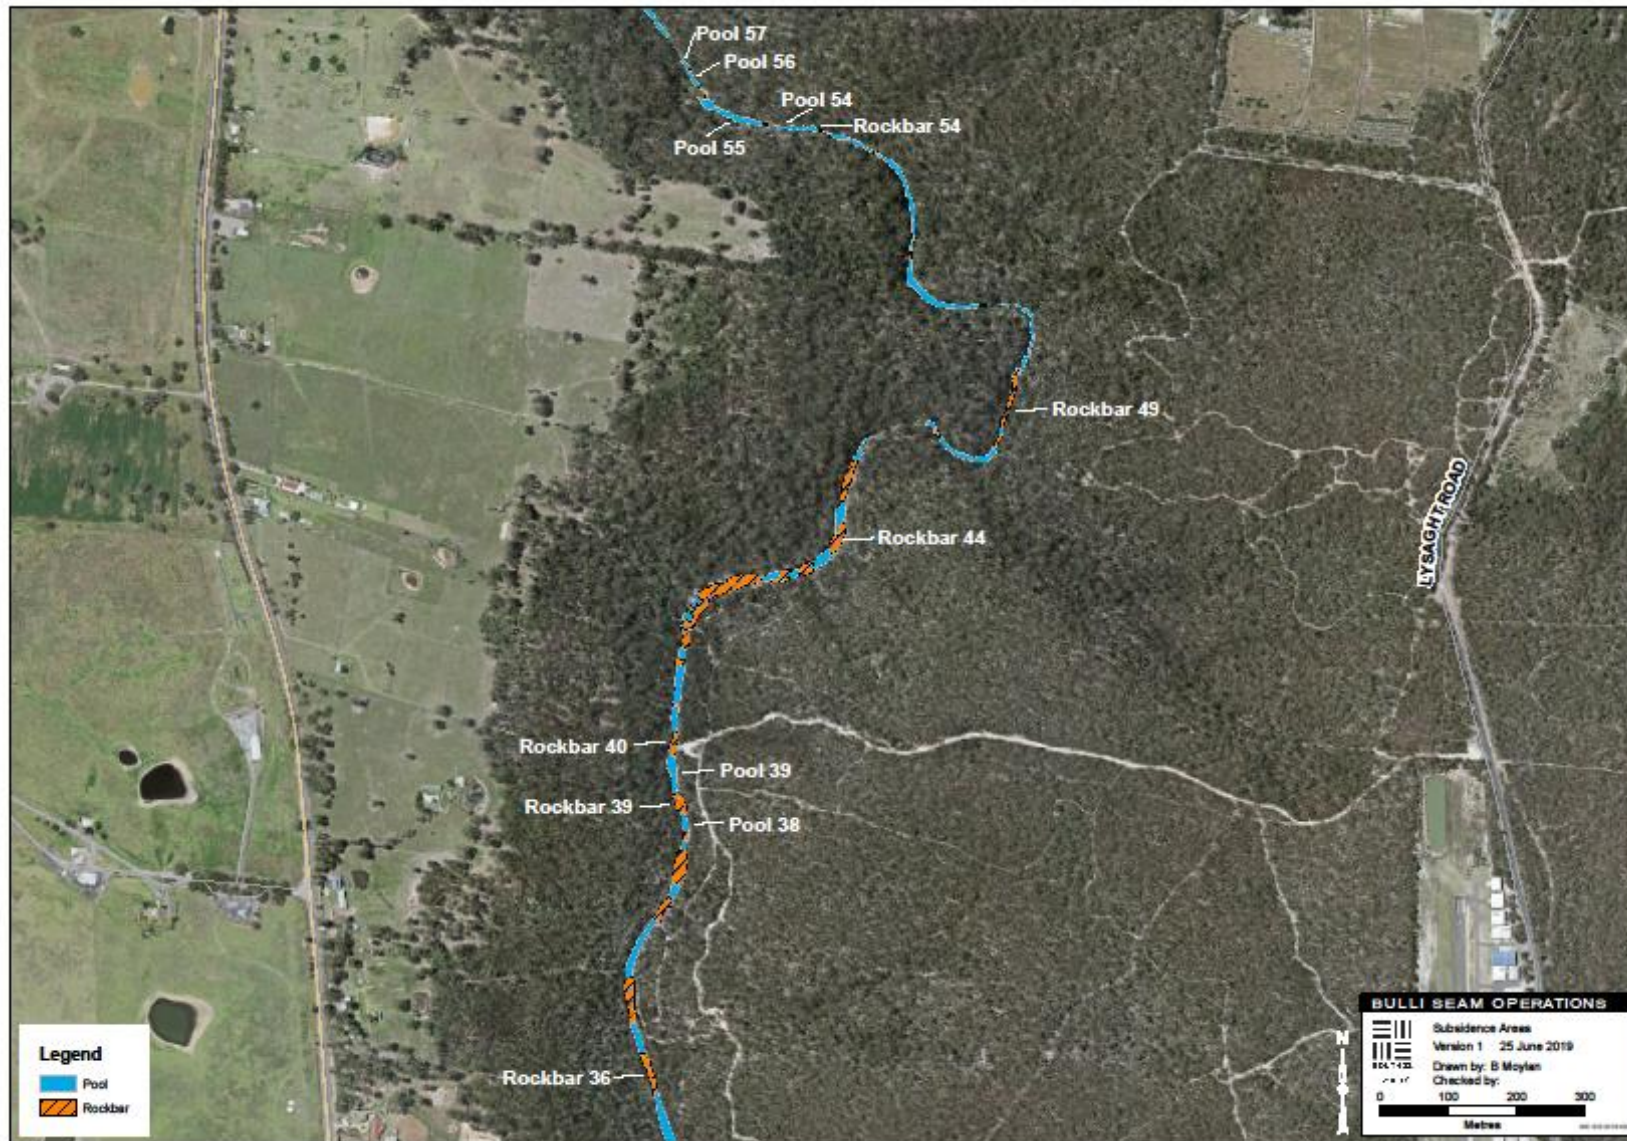 Pool 57
Pool 56
Pool 54
Rockbar 54
Pool 55
Rockbar 49
LYSAGHT ROAD
Rockbar 44
Rockbar 40
Pool 39
Rockbar 39
Pool 38
Rockbar 36
Legend
Pool
Rockbar
N
BULLI SEAM OPERATIONS
Subsidence Areas
Version 1 25 June 2019
Drawn by: B Moylan
Checked by:
0 100 200 300
Metres